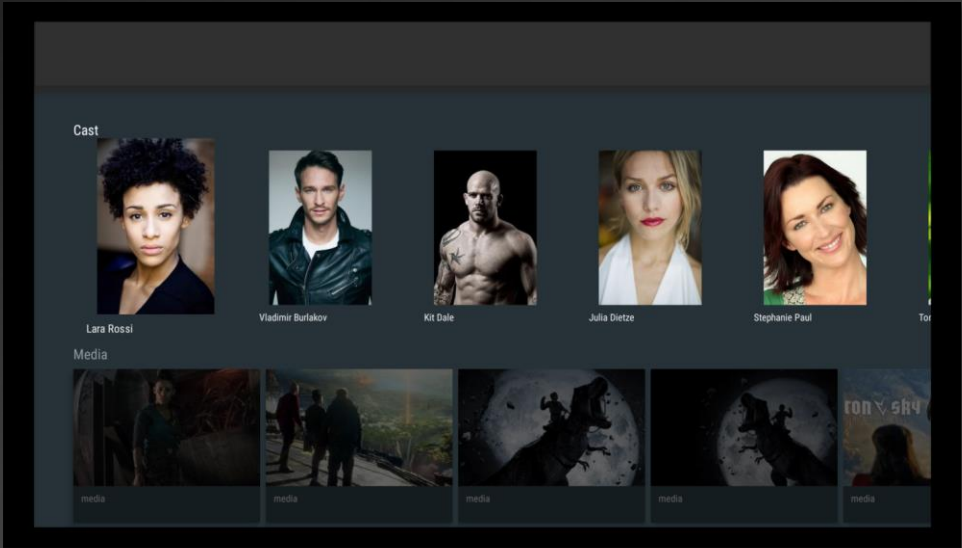 Cast
Lara Rossi
Vladimir Burlakov
Kit Dale
Julia Dietze
Stephanie Paul
Media
media
media
media
media
media